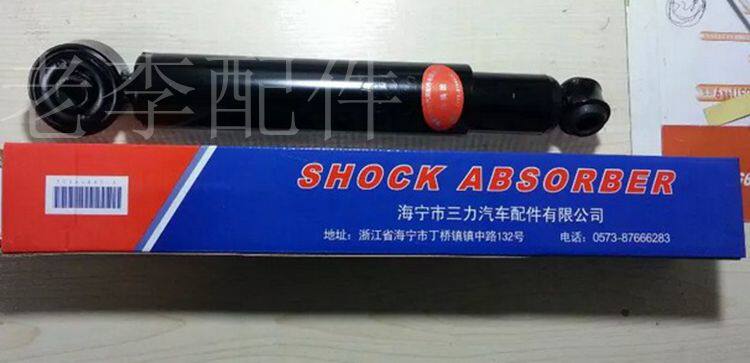 老李配件
SHOCK ABSORBER
海宁市三力汽车配件有限公司
地址：浙江省海宁市丁桥镇镇中路132号
电话：0573-87666283